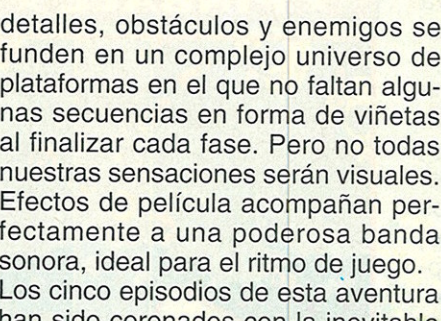 detalles, obstáculos y enemigos se
funden en un complejo universo de
plataformas en el que no faltan algu-
nas secuencias en forma de viñetas
al finalizar cada fase. Pero no todas
nuestras sensaciones serán visuales.
Efectos de película acompañan per-
fectamente a una poderosa banda
sonora, ideal para el ritmo de juego.
Los cinco episodios de esta aventura
han sido coronados con la inevitable